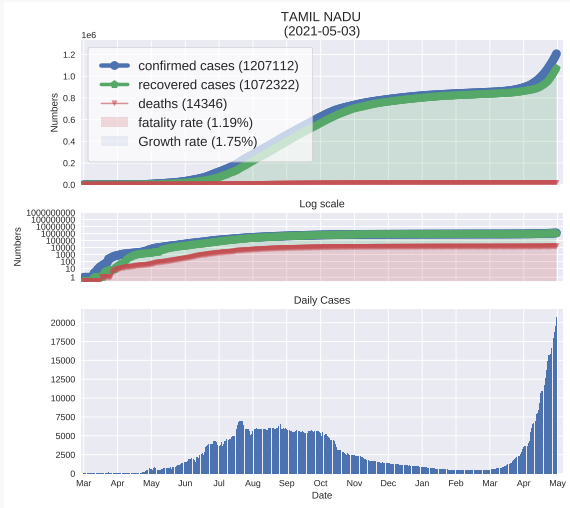 TAMIL NADU
(2021-05-03)
1e6
1.2
1.0
0.8
0.6
0.4
0.2
0.0
Numbers
confirmed cases (1207112)
recovered cases (1072322)
deaths (14346)
fatality rate (1.19%)
Growth rate (1.75%)
Log scale
1000000000
100000000
10000000
1000000
100000
10000
1000
100
10
1
Numbers
Daily Cases
20000
17500
15000
12500
10000
7500
5000
2500
0
Mar Apr May Jun Jul Aug Sep Oct Nov Dec Jan Feb Mar Apr May
Date